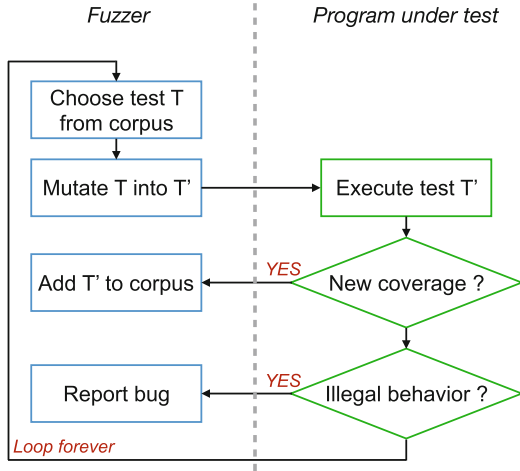 Fuzzer
Program under test
Choose test T
from corpus
Mutate T into T’
Execute test T’
Add T’ to corpus
YES
New coverage ?
Report bug
YES
Illegal behavior ?
Loop forever